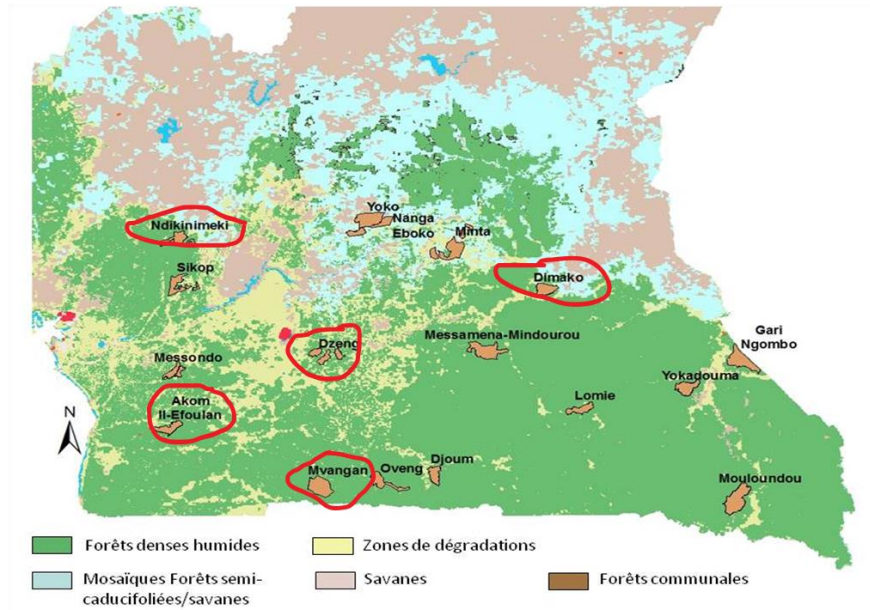 Yoko
Nanga
Eboko
Minta
Ndikinimeki
Sikop
Dimako
Dzeng
Messamena-Mindourou
Gari
Ngombo
Messondo
Yokadouma
Akom
II-Efoulan
Lomie
N
Mvangan
Oveng
Djoum
Mouloundou
Forêts denses humides
Zones de dégradations
Mosaïques Forêts semi-
caducifoliées/savanes
Savanes
Forêts communales